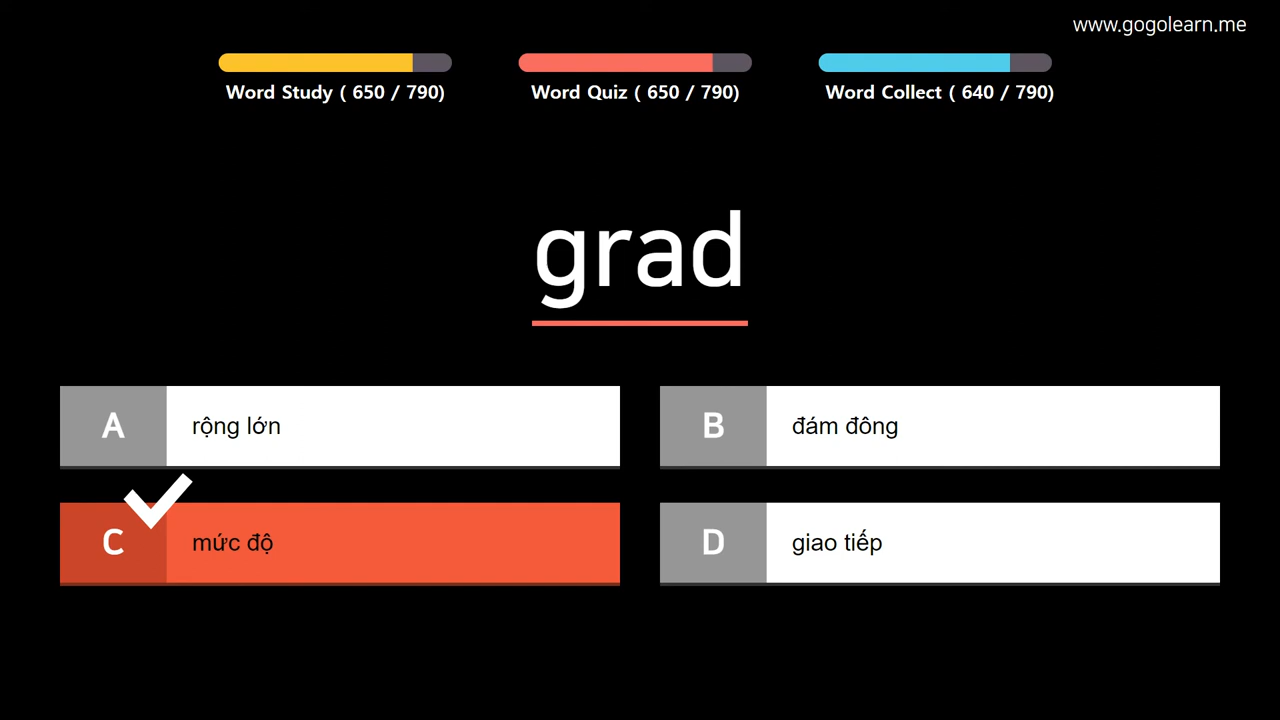 www.gogolearn.me
Word Study ( 650 / 790)
Word Quiz ( 650 / 790)
Word Collect ( 640 / 790)
grad
A rộng lớn
B đám đông
C mức độ
D giao tiếp